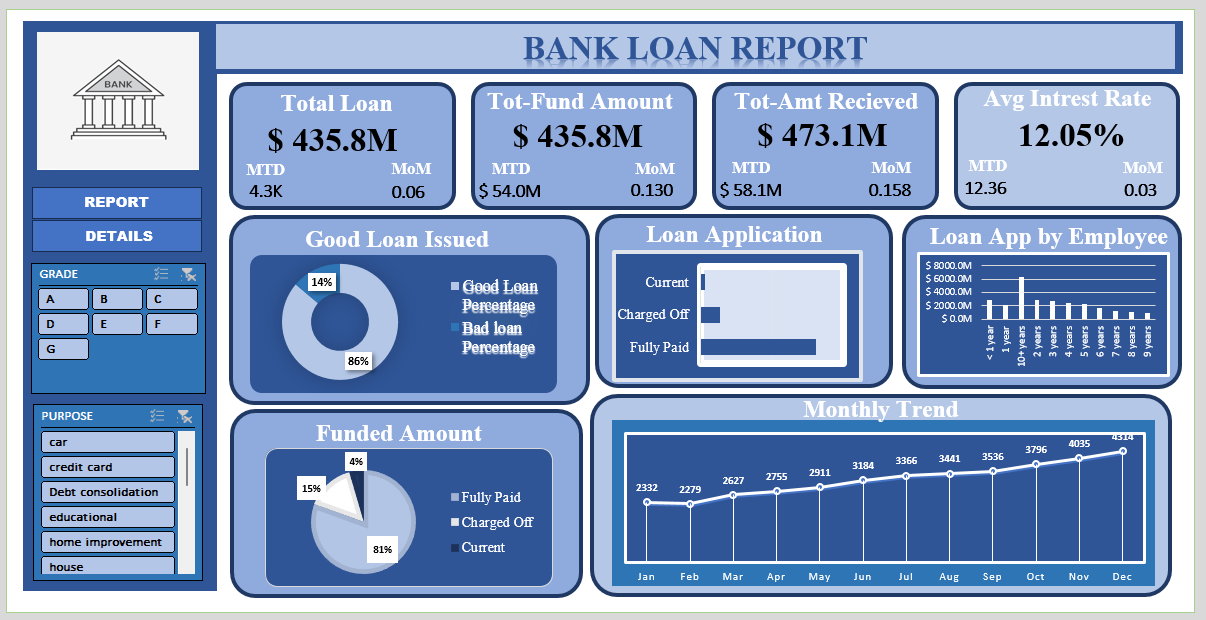 BANK LOAN REPORT
BANK
REPORT
DETAILS
GRADE
A B C
D E F
G
PURPOSE
car
credit card
Debt consolidation
educational
home improvement
house
Total Loan
$ 435.8M
MTD MoM
4.3K 0.06
Tot-Fund Amount
$ 435.8M
MTD MoM
$ 54.0M 0.130
Tot-Amt Recieved
$ 473.1M
MTD MoM
$ 58.1M 0.158
Avg Intrest Rate
12.05%
MTD MoM
12.36 0.03
Good Loan Issued
14%
86%
Good Loan
Percentage
Bad loan
Percentage
Loan Application
Current
Charged Off
Fully Paid
Loan App by Employee
$ 8000.0M
$ 6000.0M
$ 4000.0M
$ 2000.0M
$ 0.0M
< 1 year
1 year
10+ years
2 years
3 years
4 years
5 years
6 years
7 years
8 years
9 years
Funded Amount
4%
15%
81%
Fully Paid
Charged Off
Current
Monthly Trend
2332 2279 2627 2755 2911 3184 3366 3441 3536 3796 4035 4314
Jan Feb Mar Apr May Jun Jul Aug Sep Oct Nov Dec